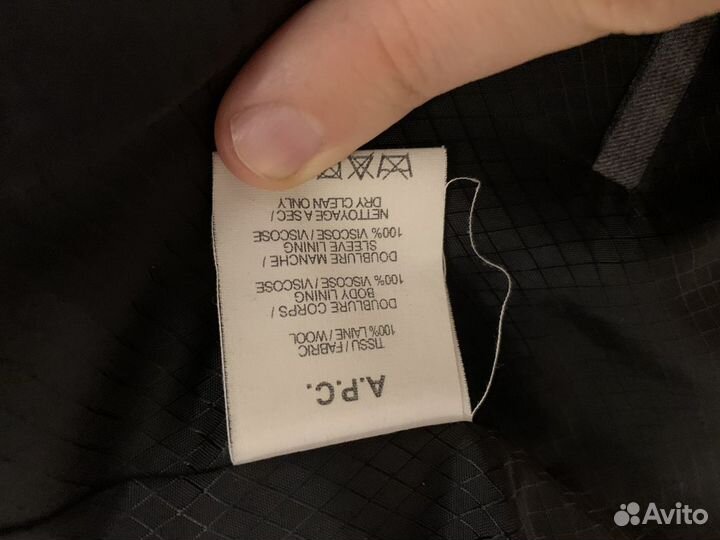 A.P.C.
TISSU / FABRIC
100% LAINE / WOOL
DOUBLURE CORPS /
BODY LINING
100% VISCOSE / VISCOSE
DOUBLURE MANCHE /
SLEEVE LINING
100% VISCOSE / VISCOSE
NETTOYAGE A SEC /
DRY CLEAN ONLY
Avito